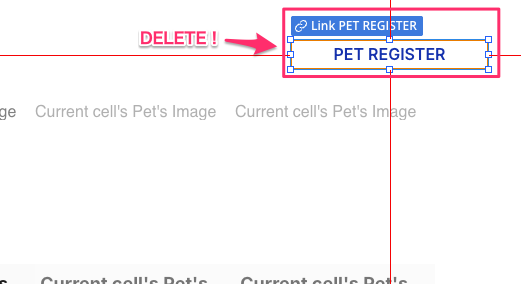 Link PET REGISTER
DELETE !
PET REGISTER
ge Current cell's Pet's Image Current cell's Pet's Image
s Current cell's Pet's Current cell's Pet's